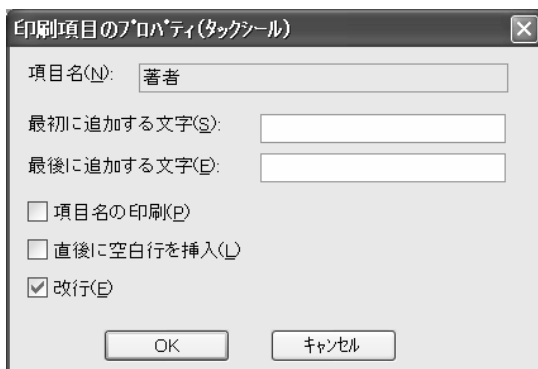 印刷項目のﾌﾟﾛﾊﾟﾃｨ(ﾀｯｸｼｰﾙ)
項目名(N): 著者
最初に追加する文字(S):
最後に追加する文字(E):
項目名の印刷(P)
直後に空白行を挿入(L)
改行(E)
OK ｷｬﾝｾﾙ